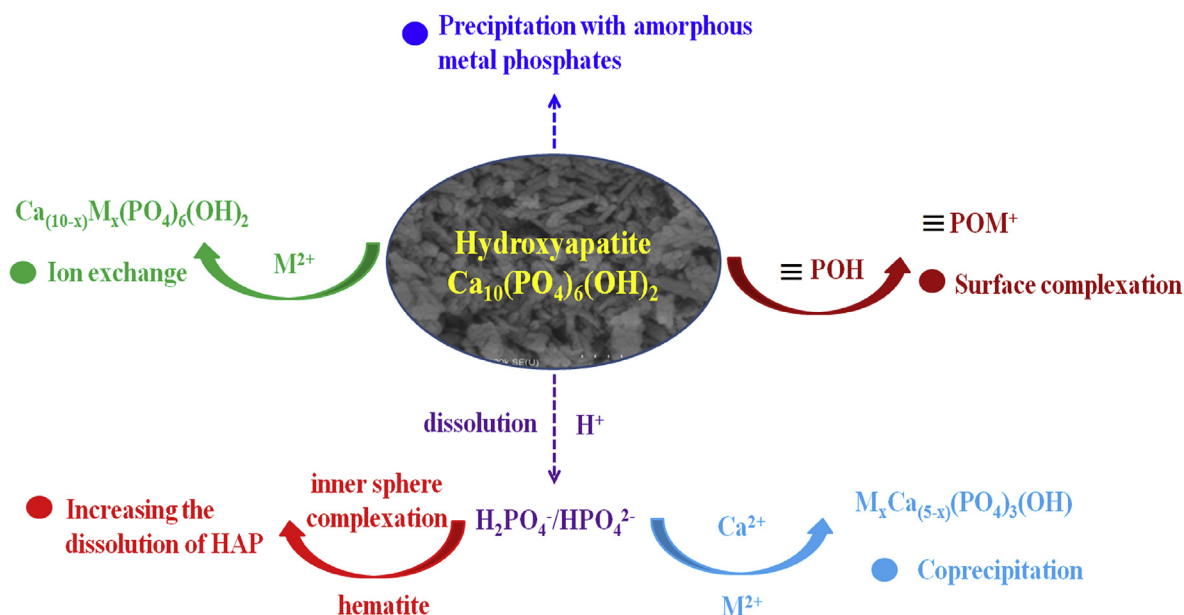 Precipitation with amorphous
metal phosphates
Ca₍₁₀₋ₓ₎Mₓ(PO₄)₆(OH)₂
Ion exchange
M²⁺
Hydroxyapatite
Ca₁₀(PO₄)₆(OH)₂
SE(U)
≡ POH
≡ POM⁺
Surface complexation
dissolution
H⁺
Increasing the
dissolution of HAP
inner sphere
complexation
hematite
H₂PO₄⁻/HPO₄²⁻
Ca²⁺
M²⁺
MₓCa₍₅₋ₓ₎(PO₄)₃(OH)
Coprecipitation